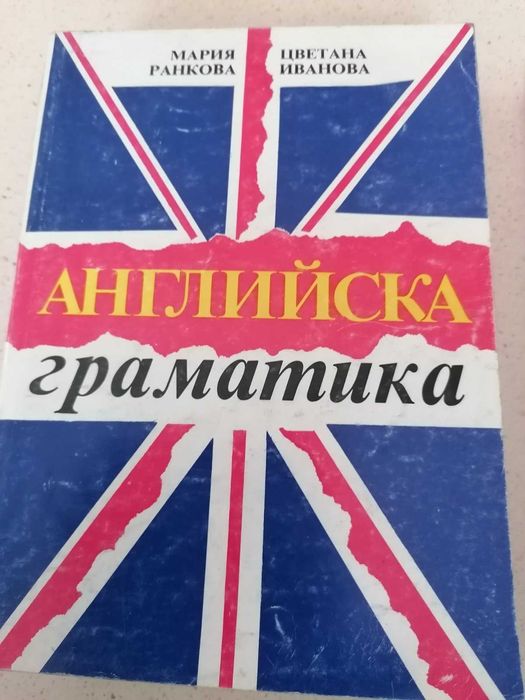 МАРИЯ
РАНКОВА
ЦВЕТАНА
ИВАНОВА
АНГЛИЙСКА
граматика